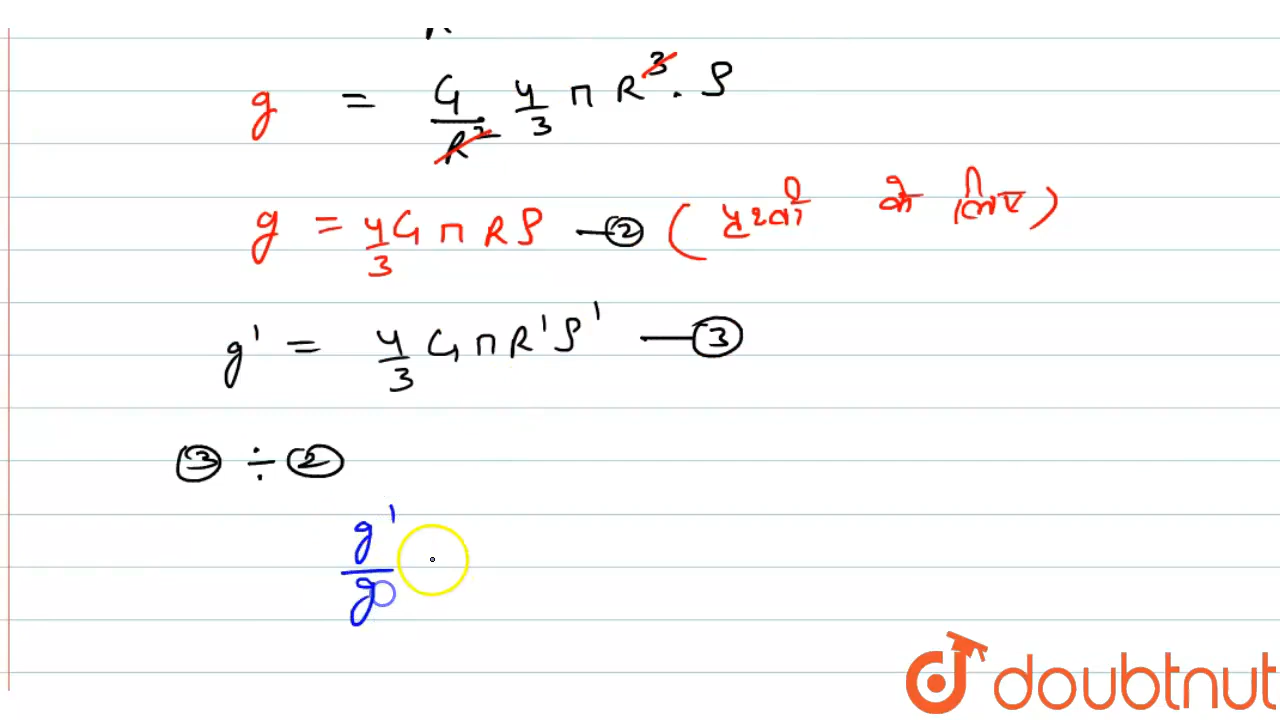 g = G/R² 4/3 π R³ . ρ
g = 4/3 G π R ρ —② (पृथ्वी के लिए)
g' = 4/3 G π R' ρ' —③
③ ÷ ②
g'/g
doubtnut